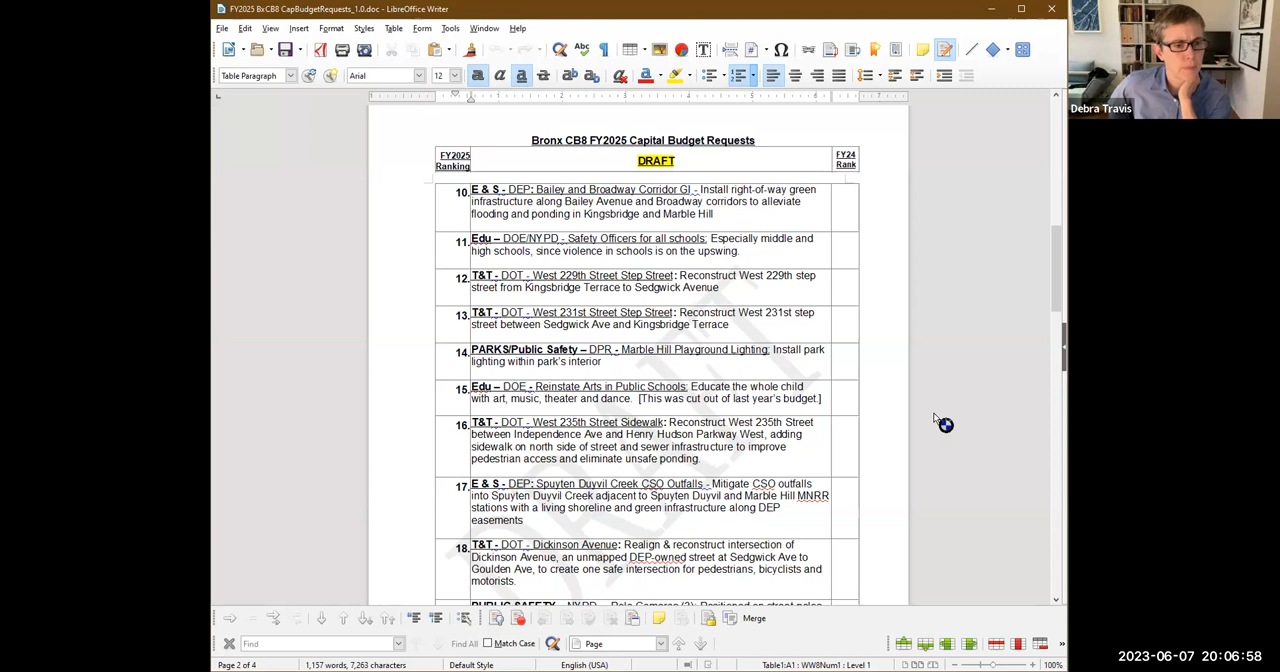 FY2025 BxCB8 CapBudgetRequests_1.0.doc - LibreOffice Writer
File Edit View Insert Format Styles Table Form Tools Window Help
Table Paragraph Arial 12
Debra Travis
Bronx CB8 FY2025 Capital Budget Requests
FY2025 Ranking DRAFT FY24 Rank
10. E & S - DEP: Bailey and Broadway Corridor GI - Install right-of-way green
infrastructure along Bailey Avenue and Broadway corridors to alleviate
flooding and ponding in Kingsbridge and Marble Hill
11. Edu – DOE/NYPD - Safety Officers for all schools: Especially middle and
high schools, since violence in schools is on the upswing.
12. T&T - DOT - West 229th Street Step Street: Reconstruct West 229th step
street from Kingsbridge Terrace to Sedgwick Avenue
13. T&T - DOT - West 231st Street Step Street: Reconstruct West 231st step
street between Sedgwick Ave and Kingsbridge Terrace
14. PARKS/Public Safety – DPR - Marble Hill Playground Lighting: Install park
lighting within park's interior
15. Edu – DOE - Reinstate Arts in Public Schools: Educate the whole child
with art, music, theater and dance. [This was cut out of last year's budget.]
16. T&T - DOT - West 235th Street Sidewalk: Reconstruct West 235th Street
between Independence Ave and Henry Hudson Parkway West, adding
sidewalk on north side of street and sewer infrastructure to improve
pedestrian access and eliminate unsafe ponding.
17. E & S - DEP: Spuyten Duyvil Creek CSO Outfalls - Mitigate CSO outfalls
into Spuyten Duyvil Creek adjacent to Spuyten Duyvil and Marble Hill MNRR
stations with a living shoreline and green infrastructure along DEP
easements
18. T&T - DOT - Dickinson Avenue: Realign & reconstruct intersection of
Dickinson Avenue, an unmapped DEP-owned street at Sedgwick Ave to
Goulden Ave, to create one safe intersection for pedestrians, bicyclists and
motorists.
DRAFT
Merge
Find Find All Match Case Page
Page 2 of 4 1,157 words, 7,263 characters Default Style English (USA) Table1:A1 : WW8Num1 : Level 1 100%
2023-06-07 20:06:58